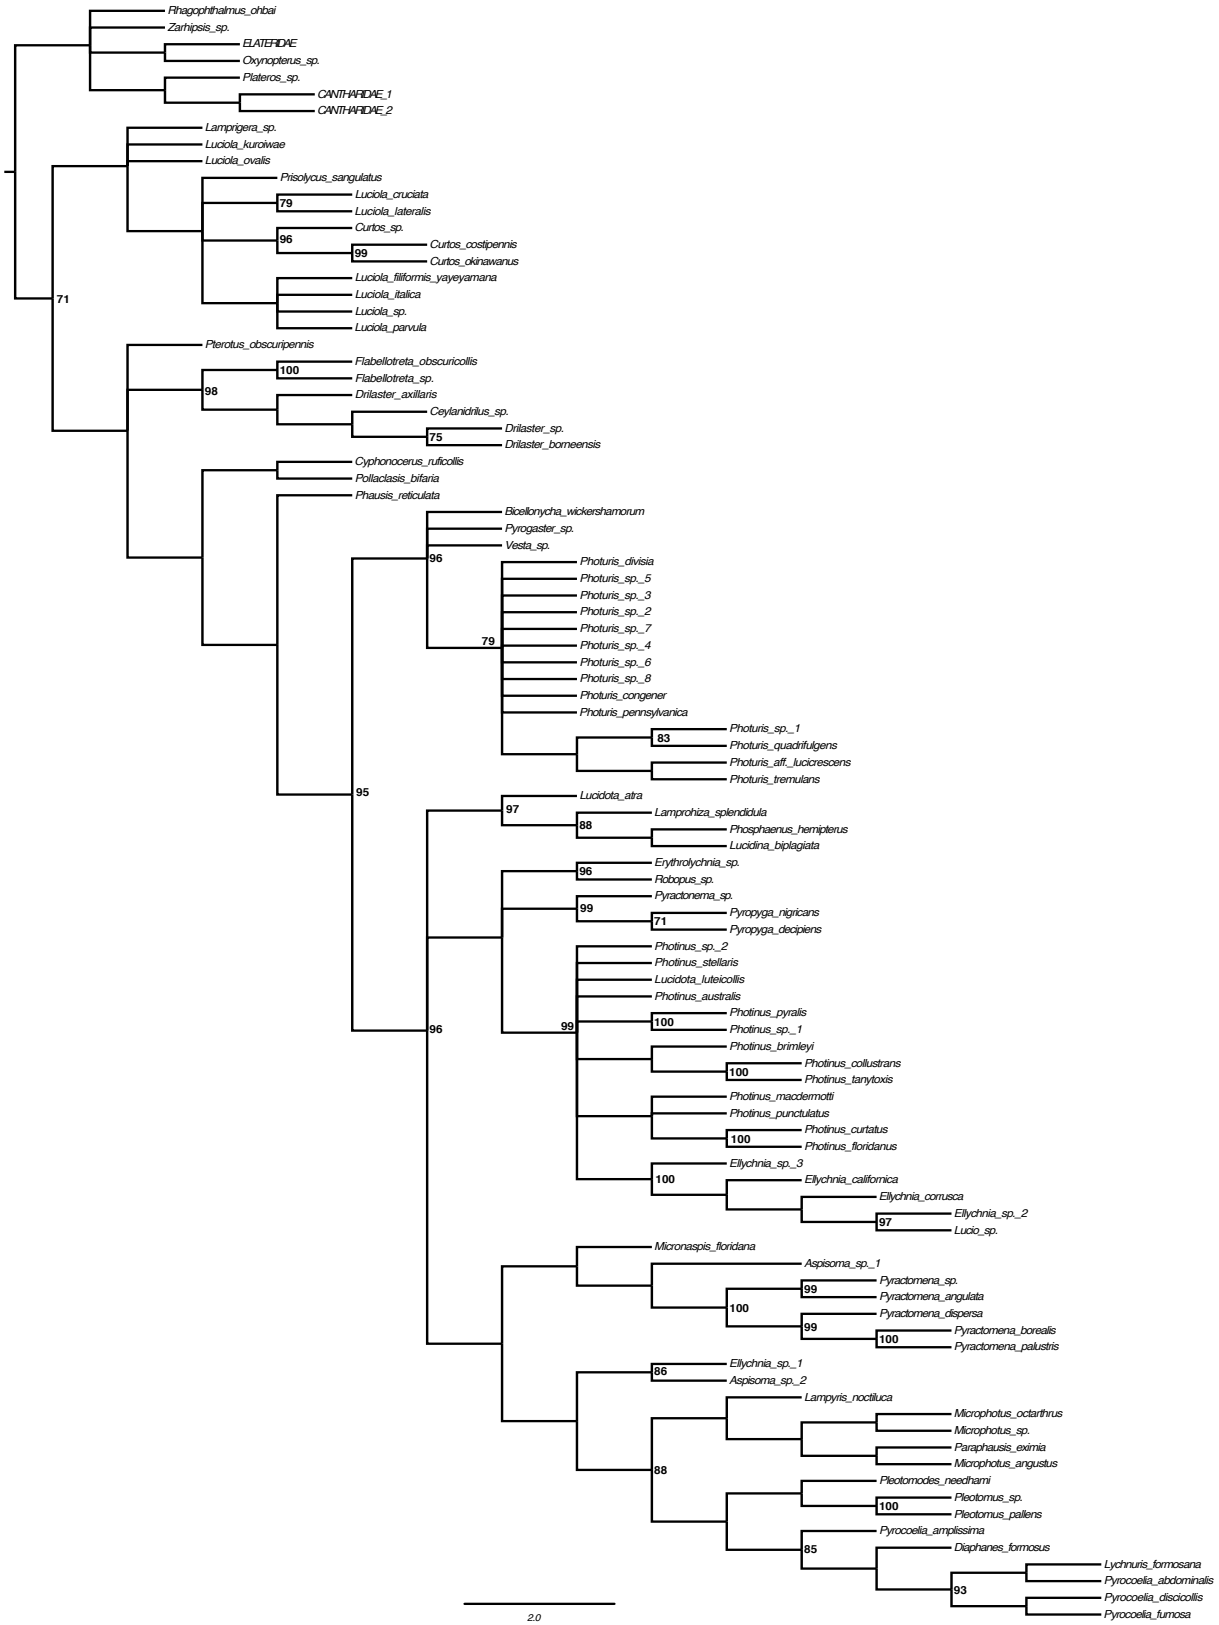 Rhagophthalmus_ohbai
Zarhipsis_sp.
ELATERIDAE
Oxynopterus_sp.
Plateros_sp.
CANTHARIDAE_1
CANTHARIDAE_2
Lamprigera_sp.
Luciola_kuroiwae
Luciola_ovalis
Prisolycus_sangulatus
Luciola_cruciata
79
Luciola_lateralis
Curtos_sp.
96
Curtos_costipennis
99
Curtos_okinawanus
Luciola_filiformis_yayeyamana
Luciola_italica
71
Luciola_sp.
Luciola_parvula
Pterotus_obscuripennis
Flabellotreta_obscuricollis
100
Flabellotreta_sp.
98
Drilaster_axillaris
Ceylanidrilus_sp.
Drilaster_sp.
75
Drilaster_borneensis
Cyphonocerus_ruficollis
Pollaclasis_bifaria
Phausis_reticulata
Bicellonycha_wickershamorum
Pyrogaster_sp.
Vesta_sp.
96
Photuris_divisia
Photuris_sp._5
Photuris_sp._3
Photuris_sp._2
Photuris_sp._7
79
Photuris_sp._4
Photuris_sp._6
Photuris_sp._8
Photuris_congener
Photuris_pennsylvanica
Photuris_sp._1
83
Photuris_quadrifulgens
Photuris_aff._lucicrescens
Photuris_tremulans
95
Lucidota_atra
97
Lamprohiza_splendidula
88
Phosphaenus_hemipterus
Lucidina_biplagiata
Erythrolychnia_sp.
96
Robopus_sp.
Pyractonema_sp.
99
Pyropyga_nigricans
71
Pyropyga_decipiens
Photinus_sp._2
Photinus_stellaris
Lucidota_luteicollis
Photinus_australis
Photinus_pyralis
100
99
96
Photinus_sp._1
Photinus_brimleyi
Photinus_collustrans
100
Photinus_tanytoxis
Photinus_macdermotti
Photinus_punctulatus
Photinus_curtatus
100
Photinus_floridanus
Ellychnia_sp._3
100
Ellychnia_californica
Ellychnia_corrusca
Ellychnia_sp._2
97
Lucio_sp.
Micronaspis_floridana
Aspisoma_sp._1
Pyractomena_sp.
99
Pyractomena_angulata
100
Pyractomena_dispersa
99
Pyractomena_borealis
100
Pyractomena_palustris
Ellychnia_sp._1
86
Aspisoma_sp._2
Lampyris_noctiluca
Microphotus_octarthrus
Microphotus_sp.
Paraphausis_eximia
Microphotus_angustus
88
Pleotomodes_needhami
Pleotomus_sp.
100
Pleotomus_pallens
Pyrocoelia_amplissima
85
Diaphanes_formosus
Lychnuris_formosana
Pyrocoelia_abdominalis
93
Pyrocoelia_discicollis
Pyrocoelia_fumosa
2.0